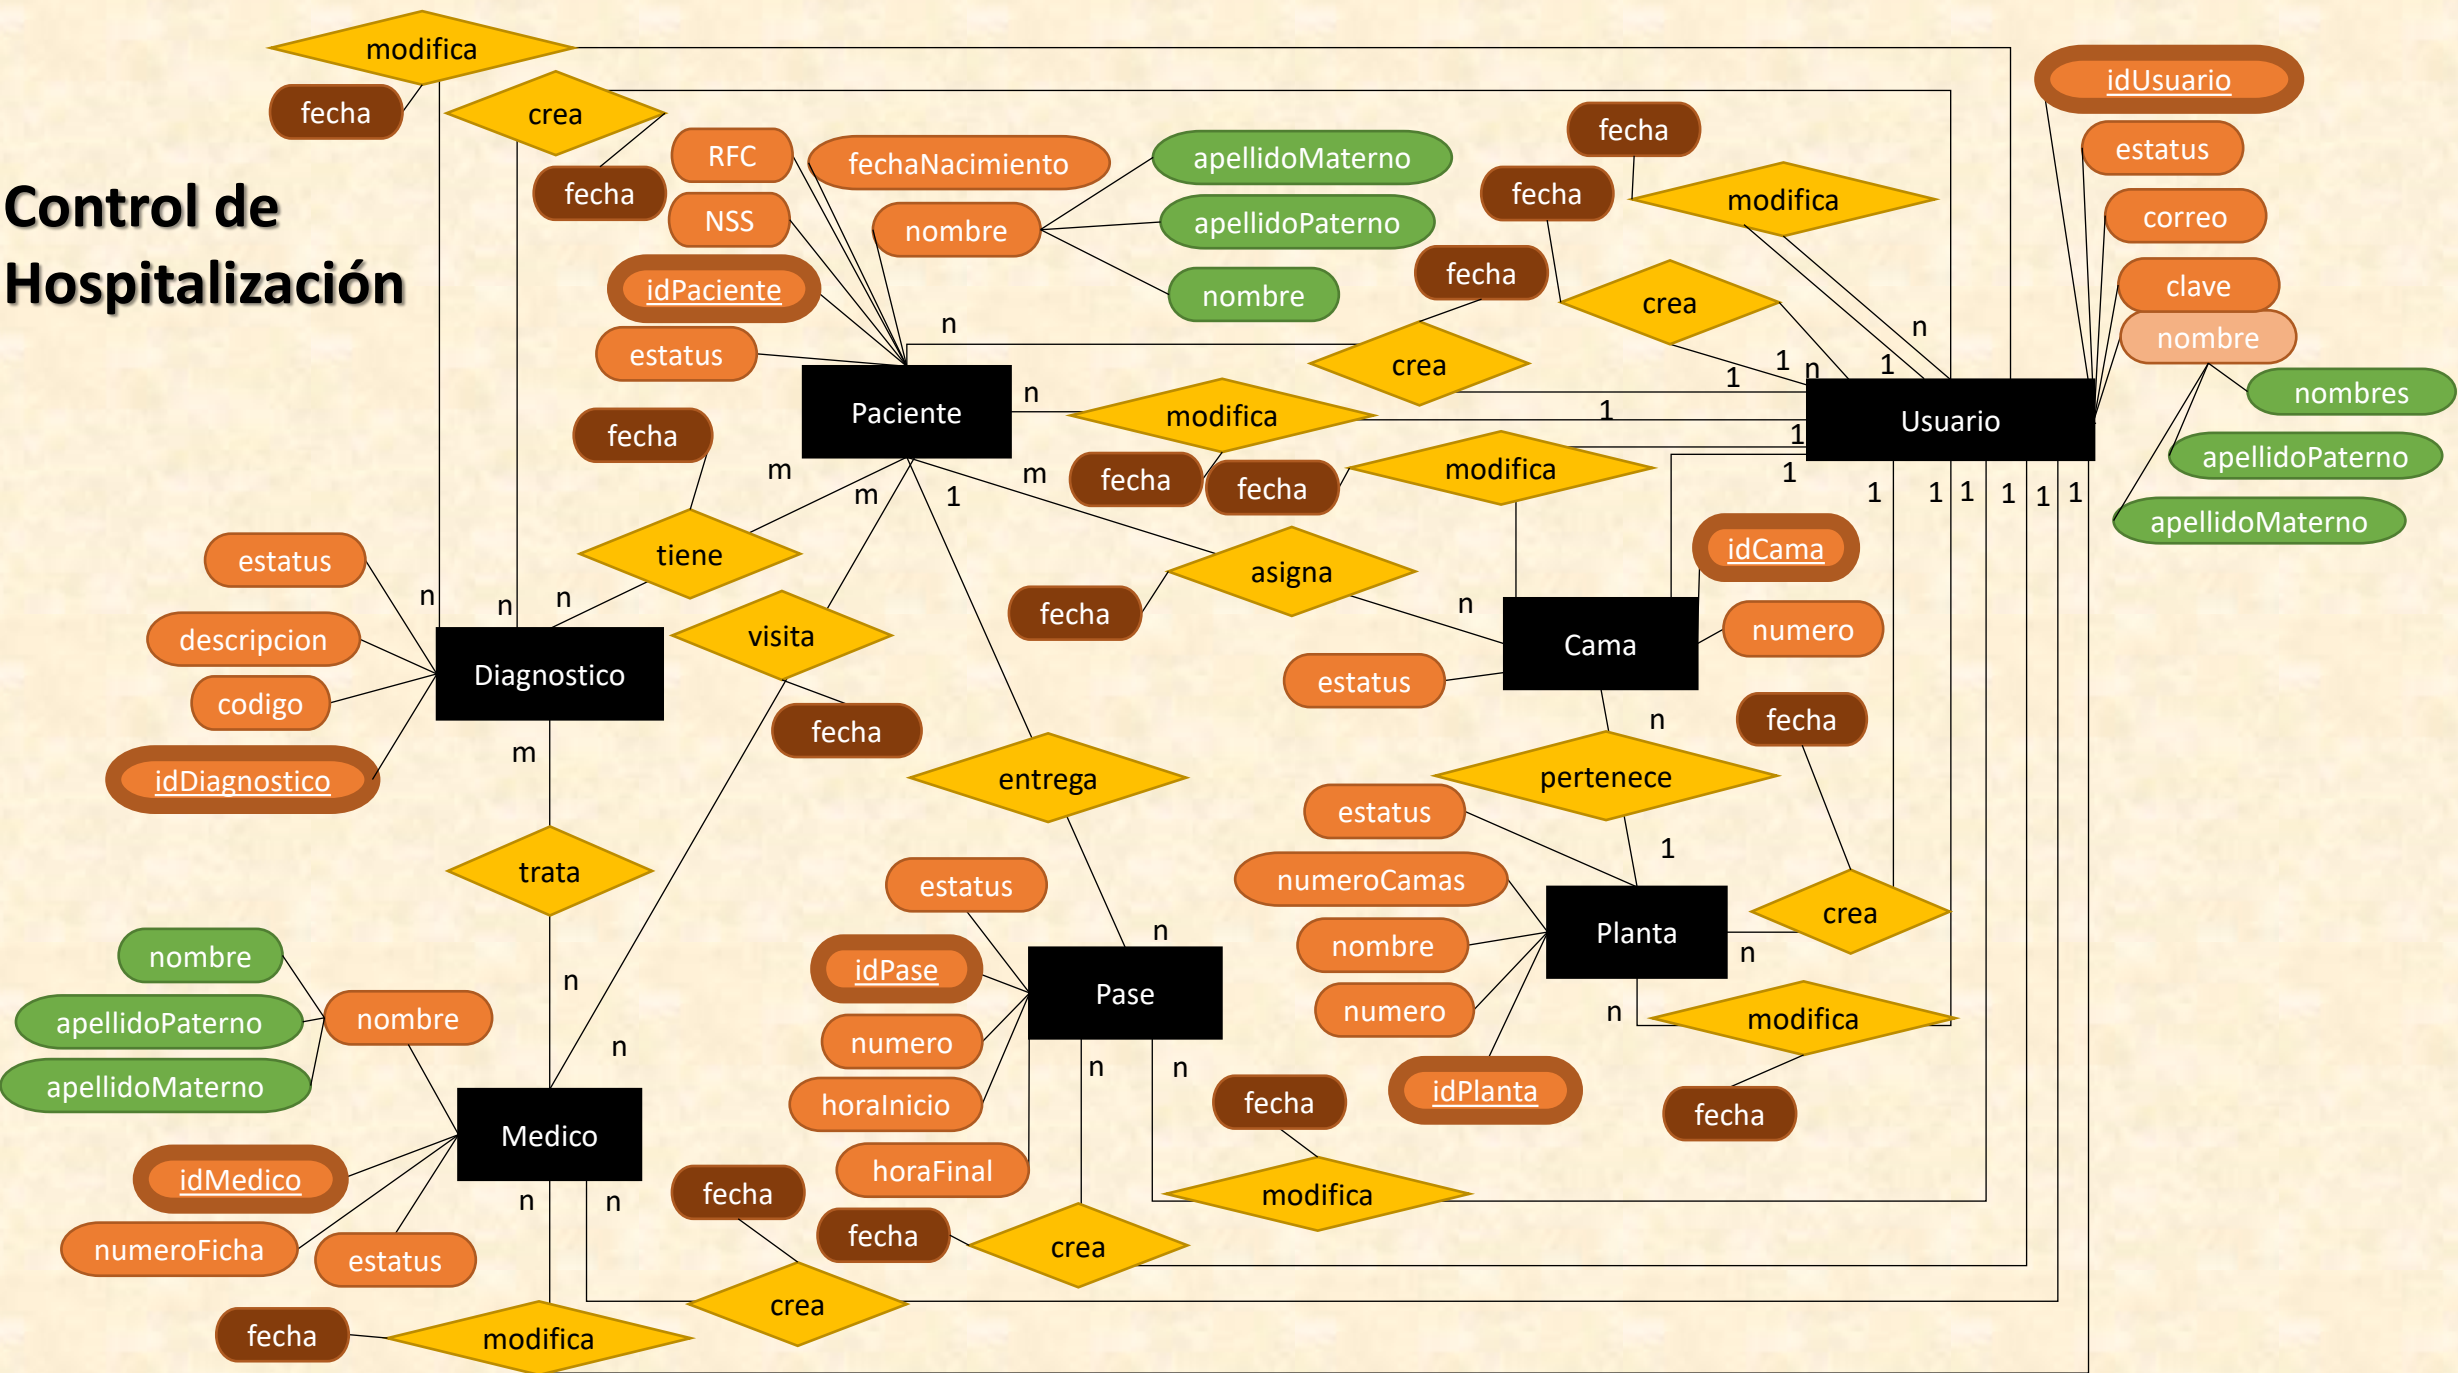 modifica
idUsuario
fecha
crea
fecha
estatus
RFC
fechaNacimiento
apellidoMaterno
Control de
Hospitalización
fecha
fecha
modifica
NSS
nombre
apellidoPaterno
correo
fecha
clave
idPaciente
nombre
crea
n
n
nombre
estatus
crea
1
n
1
1
nombres
Paciente
n
modifica
1
Usuario
fecha
1
apellidoPaterno
m
m
m
1
fecha
fecha
modifica
1
1
1
1
1
1
1
apellidoMaterno
estatus
tiene
asigna
idCama
n
n
n
fecha
n
descripcion
visita
Cama
numero
Diagnostico
estatus
codigo
fecha
n
fecha
m
idDiagnostico
entrega
pertenece
estatus
1
trata
estatus
numeroCamas
crea
n
nombre
nombre
Planta
n
idPase
n
Pase
nombre
apellidoPaterno
numero
numero
n
modifica
n
n
n
apellidoMaterno
horaInicio
fecha
idPlanta
fecha
Medico
horaFinal
idMedico
n
n
fecha
modifica
numeroFicha
estatus
fecha
crea
crea
fecha
modifica